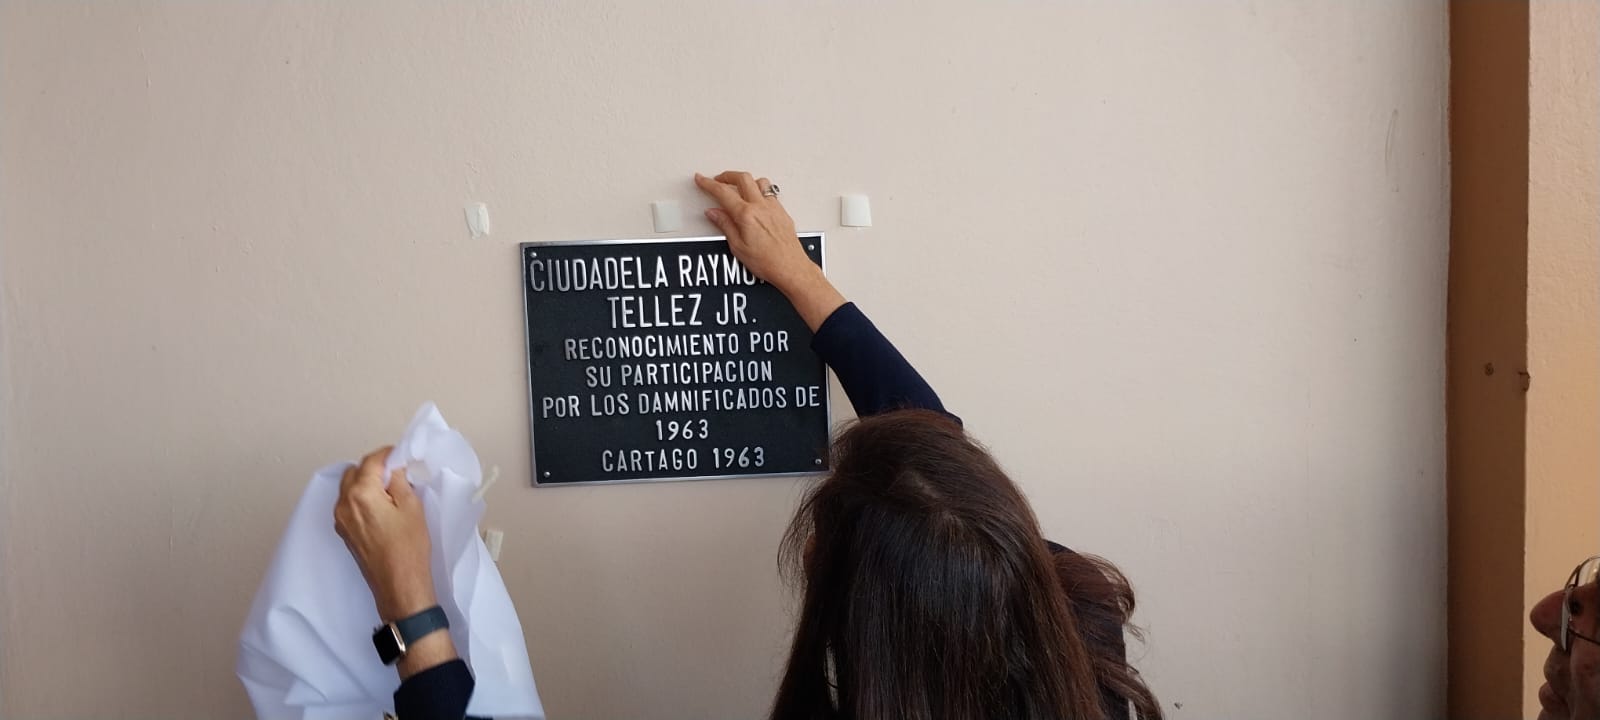 CIUDADELA
TELLEZ JR.
RECONOCIMIENTO POR
SU PARTICIPACION
POR LOS DAMNIFICADOS DE
1963
CARTAGO 1963